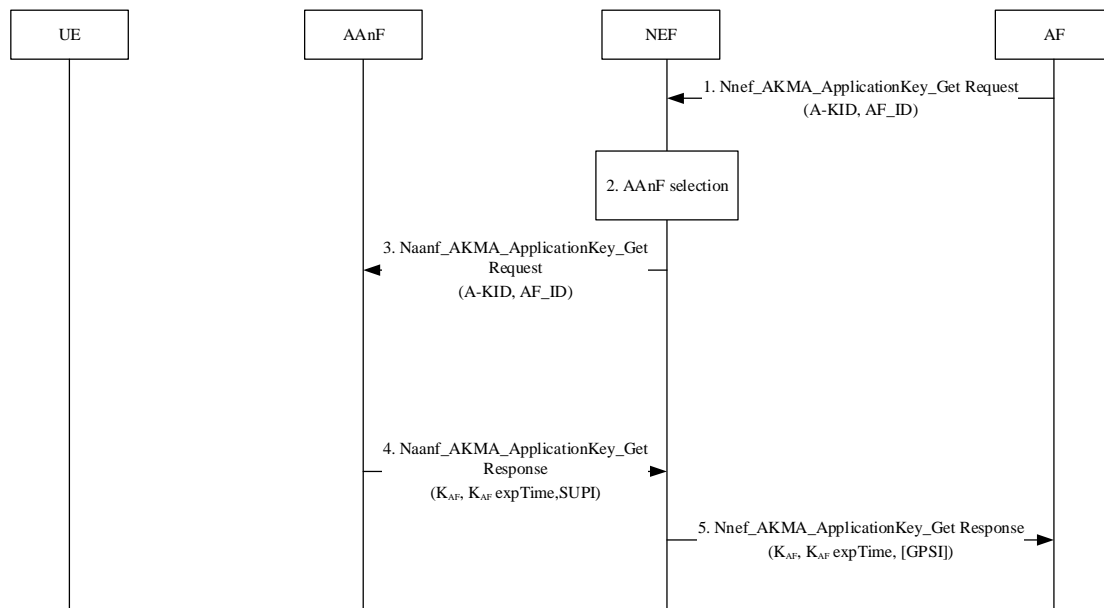 UE
AAnF
NEF
AF
1. Nnef_AKMA_ApplicationKey_Get Request
(A-KID, AF_ID)
2. AAnF selection
3. Naanf_AKMA_ApplicationKey_Get
Request
(A-KID, AF_ID)
4. Naanf_AKMA_ApplicationKey_Get
Response
(KAF, KAF expTime,SUPI)
5. Nnef_AKMA_ApplicationKey_Get Response
(KAF, KAF expTime, [GPSI])